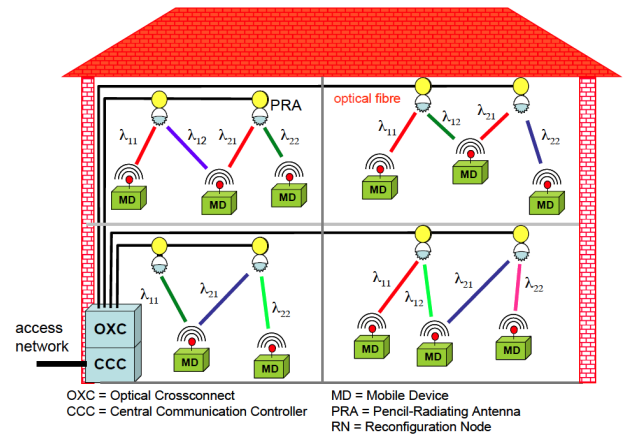 PRA
optical fibre
λ11
λ12
λ21
λ22
λ11
λ12
λ21
λ22
MD
MD
MD
MD
MD
MD
λ11
λ21
λ22
λ11
λ12
λ21
λ22
MD
MD
MD
MD
MD
OXC
CCC
access
network
OXC = Optical Crossconnect
CCC = Central Communication Controller
MD = Mobile Device
PRA = Pencil-Radiating Antenna
RN = Reconfiguration Node